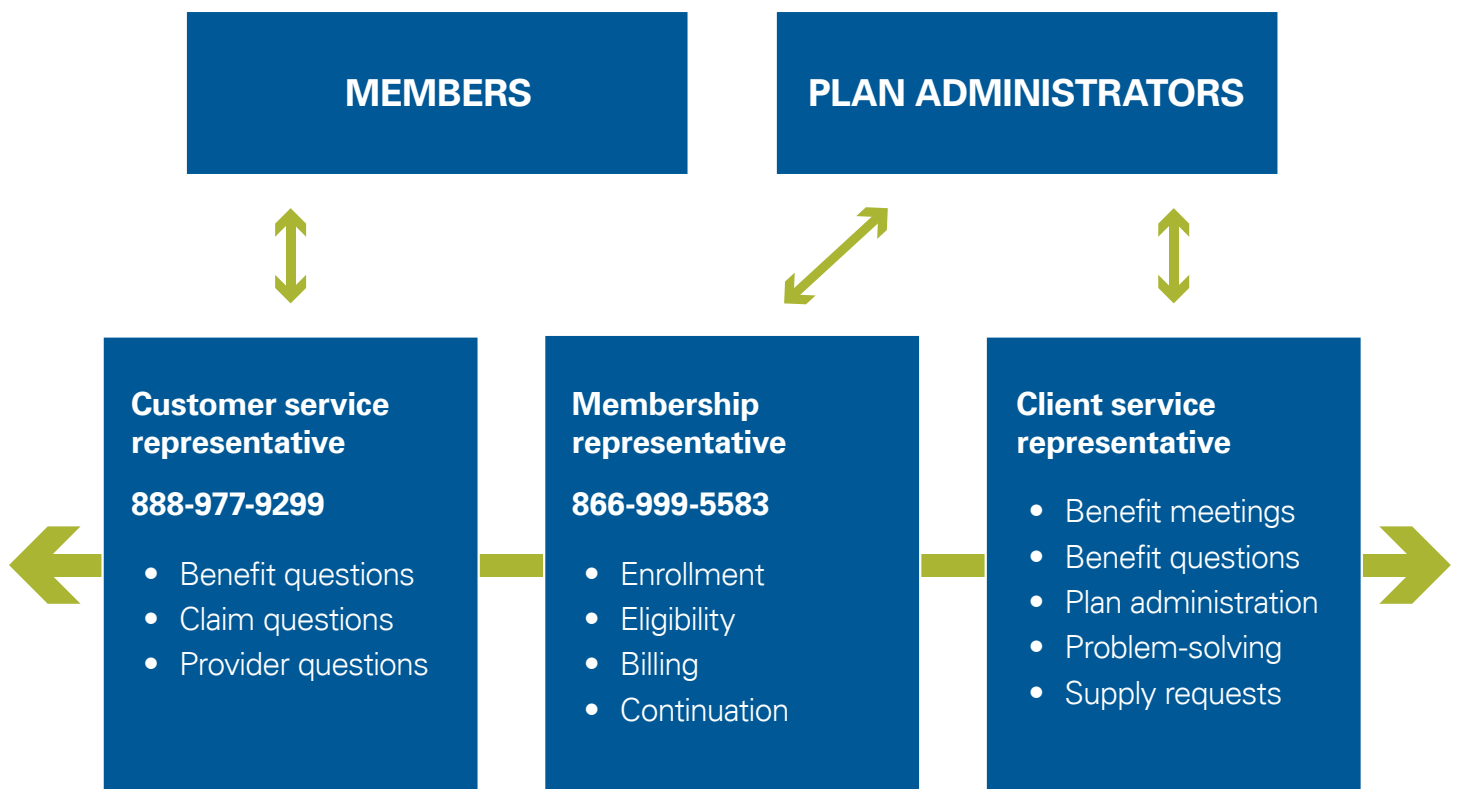 MEMBERS
PLAN ADMINISTRATORS
Customer service
representative
888-977-9299
• Benefit questions
• Claim questions
• Provider questions
Membership
representative
866-999-5583
• Enrollment
• Eligibility
• Billing
• Continuation
Client service
representative
• Benefit meetings
• Benefit questions
• Plan administration
• Problem-solving
• Supply requests